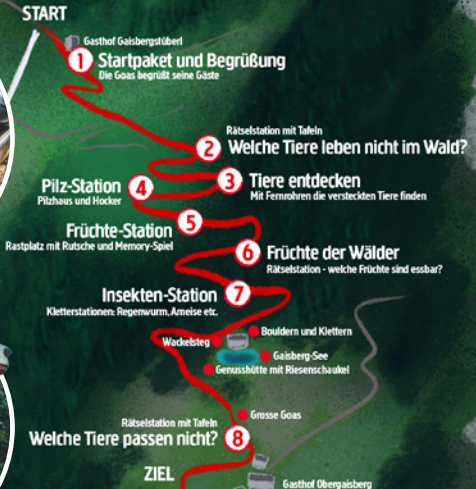 START
Gasthof Gaisbergstüberl
1 Startpaket und Begrüßung
Die Goas begrüßt seine Gäste
Rätselstation mit Tafeln
2 Welche Tiere leben nicht im Wald?
3 Tiere entdecken
Mit Fernrohren die versteckten Tiere finden
Pilz-Station 4
Pilzhaus und Hocker
5
Früchte-Station
Rastplatz mit Rutsche und Memory-Spiel
6 Früchte der Wälder
Rätselstation - welche Früchte sind essbar?
Insekten-Station 7
Kletterstationen: Regenwurm, Ameise etc.
Bouldern und Klettern
Wackelsteg
Gaisberg-See
Genusshütte mit Riesenschaukel
Grosse Goas
Rätselstation mit Tafeln
Welche Tiere passen nicht? 8
ZIEL
Gasthof Obergaisberg